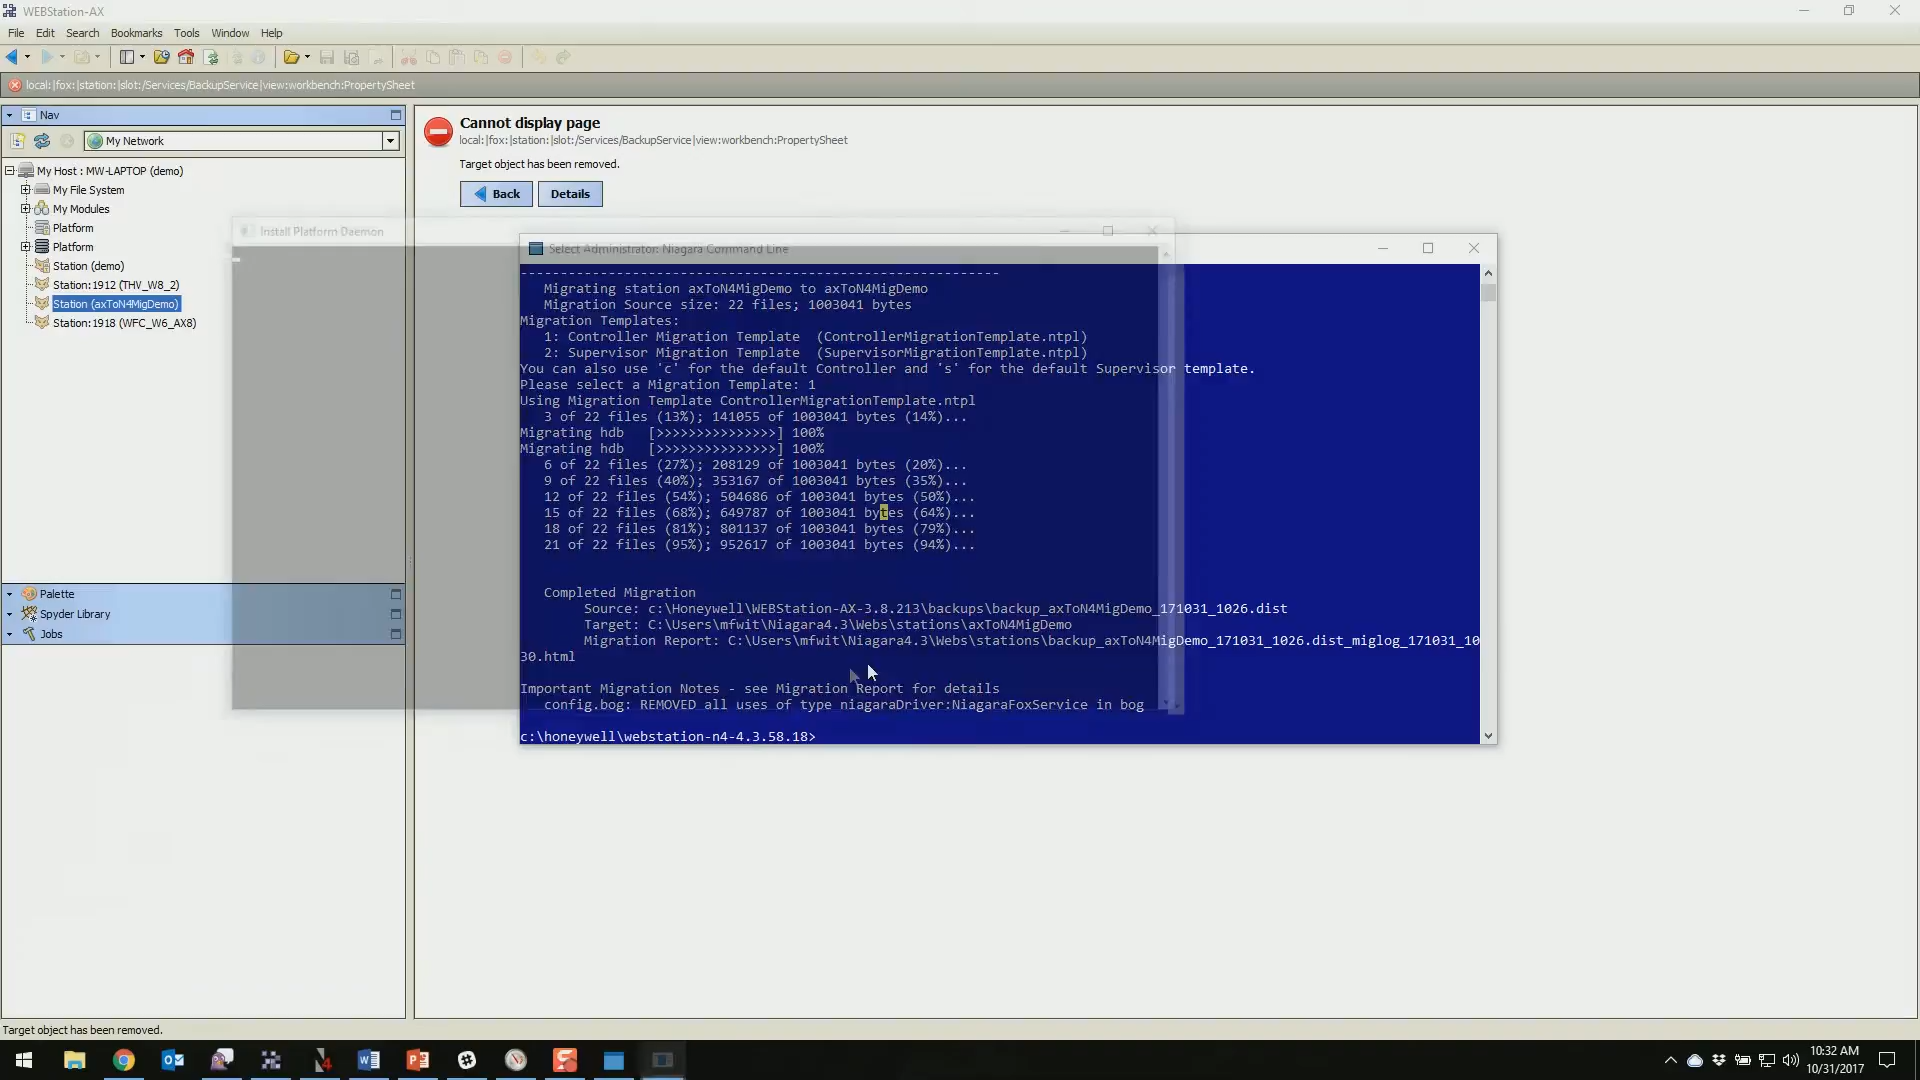 WEBStation-AX
File Edit Search Bookmarks Tools Window Help
local:|fox:|station:|slot:/Services/BackupService|view:workbench:PropertySheet
Nav
My Network
My Host : MW-LAPTOP (demo)
My File System
My Modules
Platform
Platform
Station (demo)
Station:1912 (THV_W8_2)
Station (axToN4MigDemo)
Station:1918 (WFC_W6_AX8)
Palette
Spyder Library
Jobs
Cannot display page
local:|fox:|station:|slot:/Services/BackupService|view:workbench:PropertySheet
Target object has been removed.
Back Details
Install Platform Daemon
Select Administrator: Niagara Command Line
---------------------------------------------------------
Migrating station axToN4MigDemo to axToN4MigDemo
Migration Source size: 22 files; 1003041 bytes
Migration Templates:
1: Controller Migration Template (ControllerMigrationTemplate.ntpl)
2: Supervisor Migration Template (SupervisorMigrationTemplate.ntpl)
You can also use 'c' for the default Controller and 's' for the default Supervisor template.
Please select a Migration Template: 1
Using Migration Template ControllerMigrationTemplate.ntpl
3 of 22 files (13%); 141055 of 1003041 bytes (14%)...
Migrating hdb [>>>>>>>>>>>>>>>] 100%
Migrating hdb [>>>>>>>>>>>>>>>] 100%
6 of 22 files (27%); 208129 of 1003041 bytes (20%)...
9 of 22 files (40%); 353167 of 1003041 bytes (35%)...
12 of 22 files (54%); 504686 of 1003041 bytes (50%)...
15 of 22 files (68%); 649787 of 1003041 bytes (64%)...
18 of 22 files (81%); 801137 of 1003041 bytes (79%)...
21 of 22 files (95%); 952617 of 1003041 bytes (94%)...
Completed Migration
Source: c:\Honeywell\WEBStation-AX-3.8.213\backups\backup_axToN4MigDemo_171031_1026.dist
Target: C:\Users\mfwit\Niagara4.3\Webs\stations\axToN4MigDemo
Migration Report: C:\Users\mfwit\Niagara4.3\Webs\stations\backup_axToN4MigDemo_171031_1026.dist_miglog_171031_10
30.html
Important Migration Notes - see Migration Report for details
config.bog: REMOVED all uses of type niagaraDriver:NiagaraFoxService in bog
c:\honeywell\webstation-n4-4.3.58.18>
Target object has been removed.
10:32 AM
10/31/2017